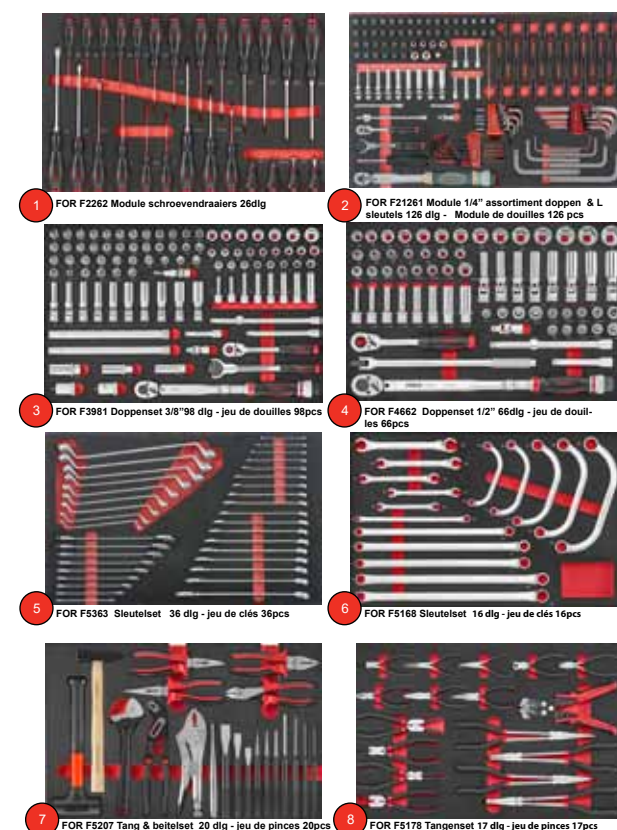 1 FOR F2262 Module schroevendraaiers 26dlg
2 FOR F21261 Module 1/4” assortiment doppen & L
sleutels 126 dlg - Module de douilles 126 pcs
3 FOR F3981 Doppenset 3/8”98 dlg - jeu de douilles 98pcs
4 FOR F4662 Doppenset 1/2” 66dlg - jeu de douil-
les 66pcs
5 FOR F5363 Sleutelset 36 dlg - jeu de clés 36pcs
6 FOR F5168 Sleutelset 16 dlg - jeu de clés 16pcs
7 FOR F5207 Tang & beitelset 20 dlg - jeu de pinces 20pcs
8 FOR F5178 Tangenset 17 dlg - jeu de pinces 17pcs